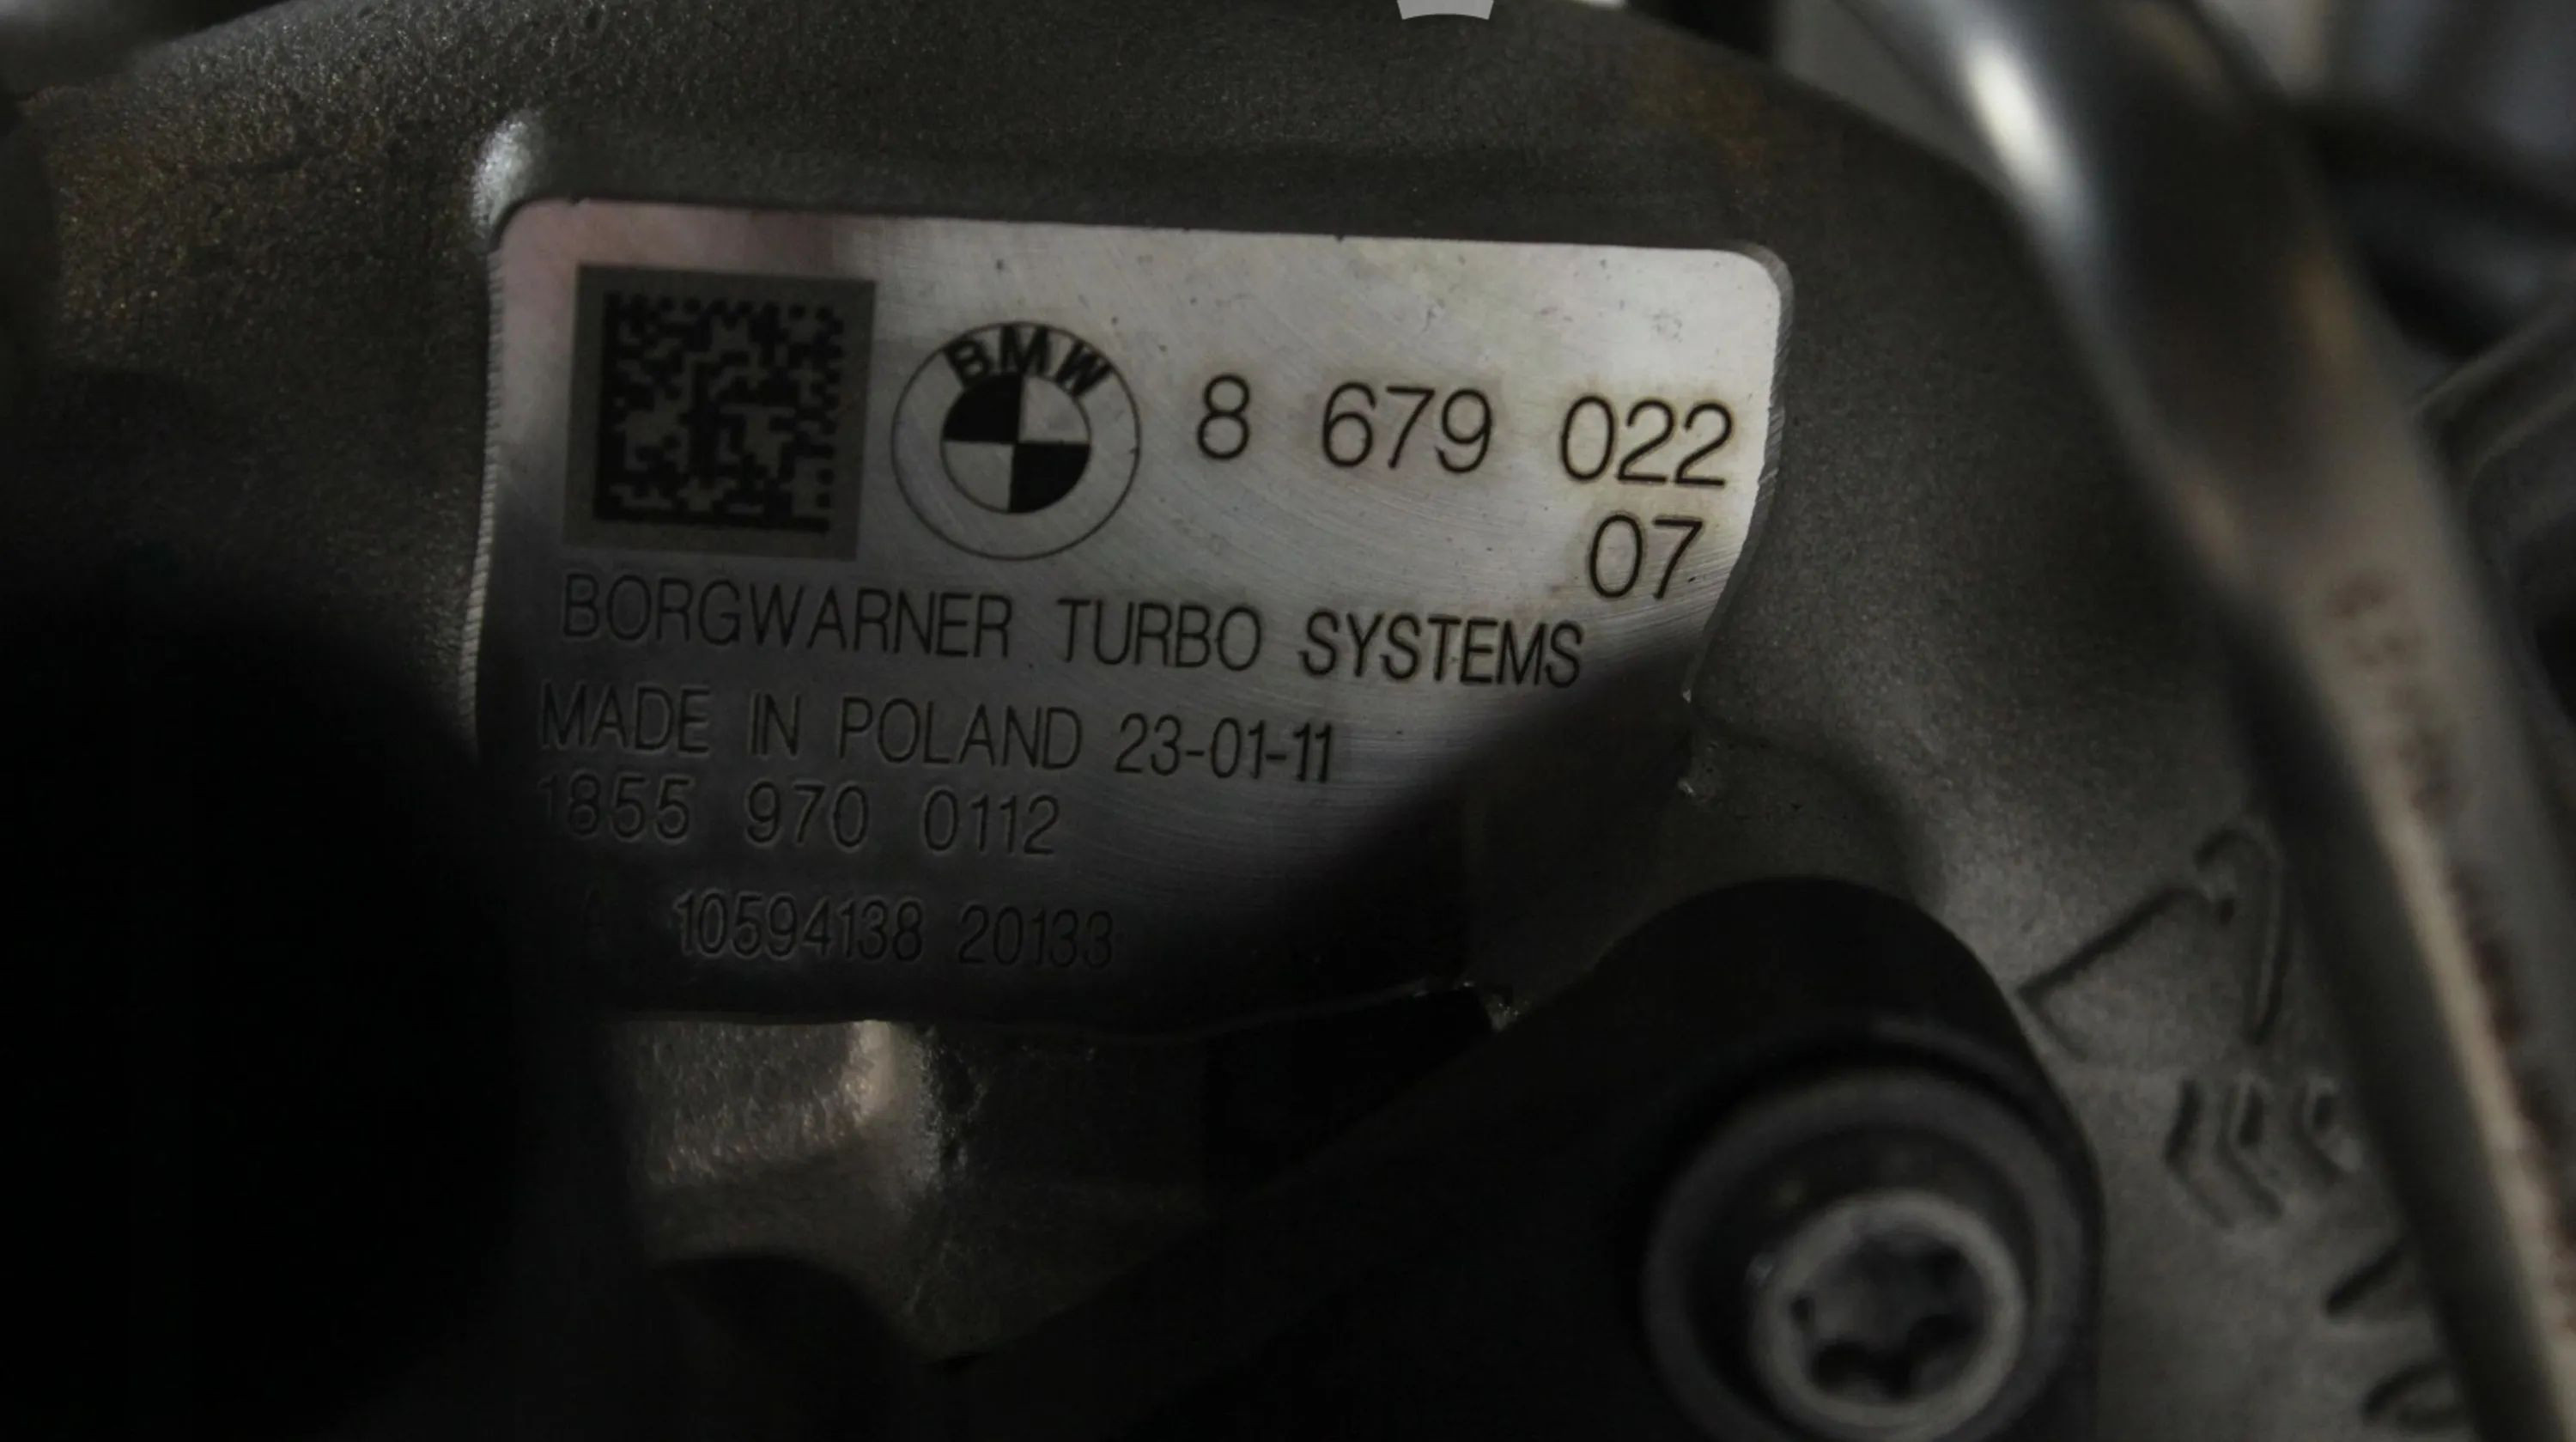 BMW
8 679 022
07
BORGWARNER TURBO SYSTEMS
MADE IN POLAND 23-01-11
1855 970 0112
A 10594138 20133